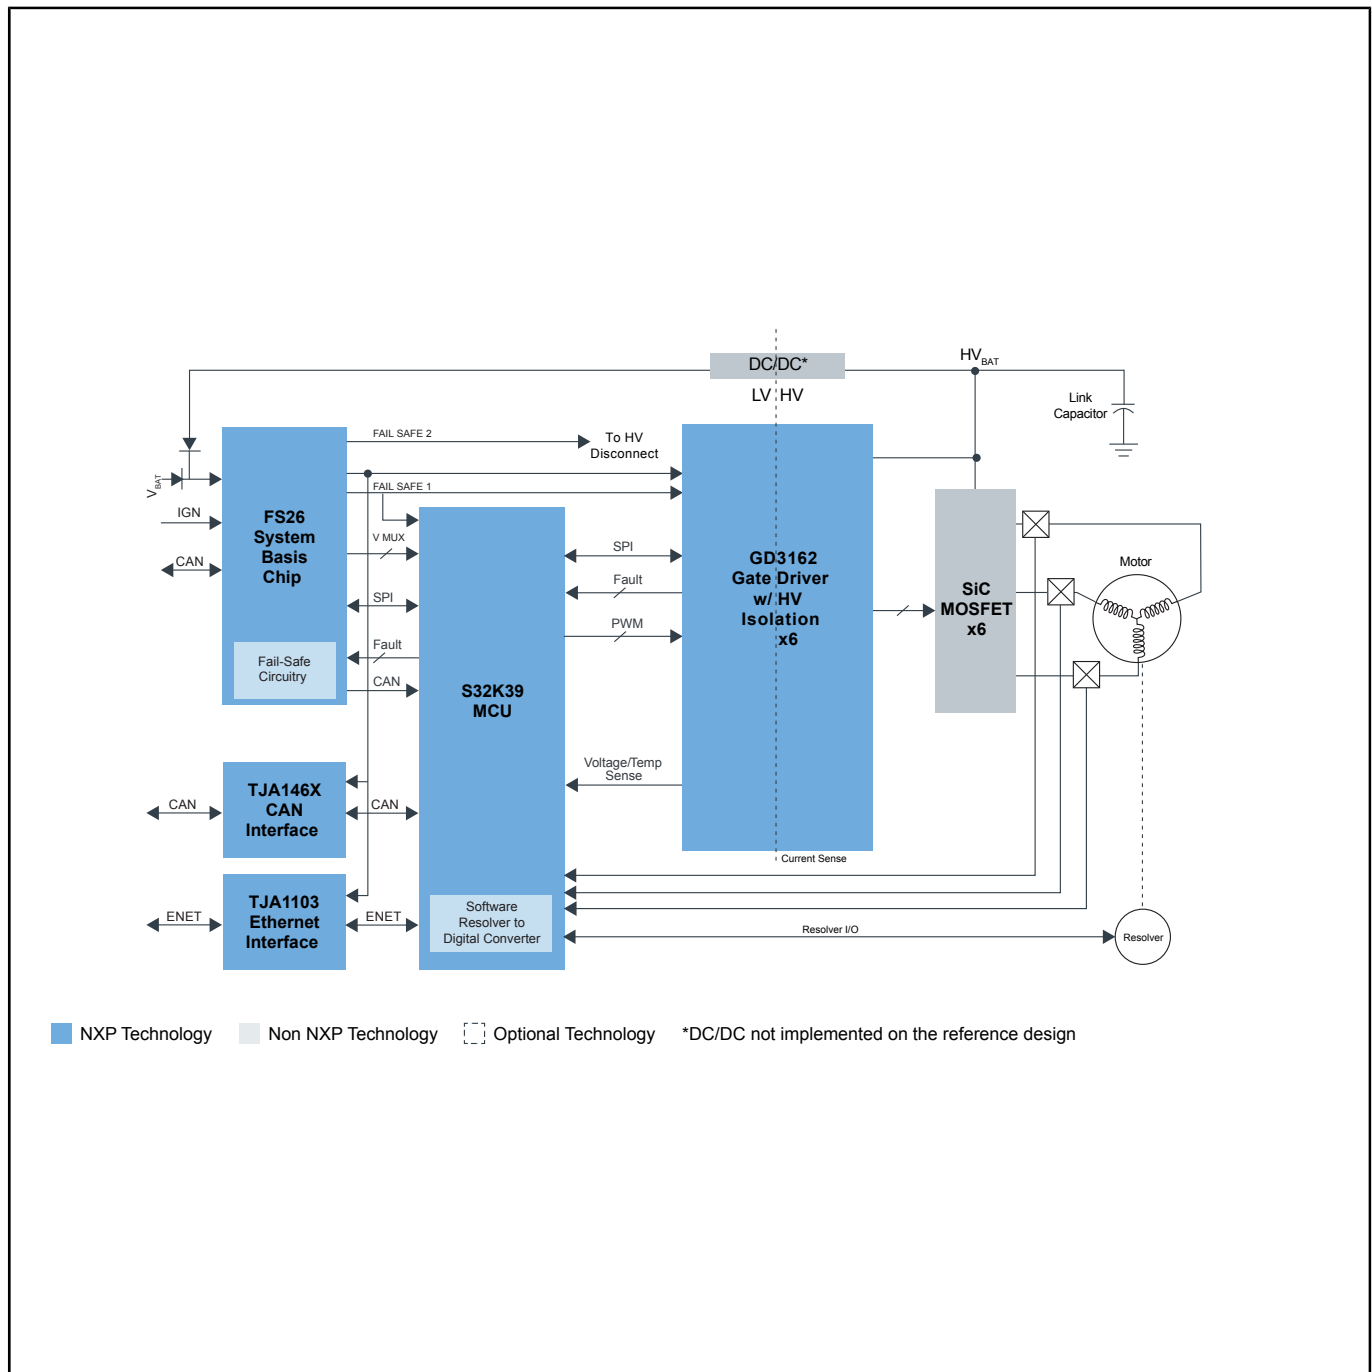 DC/DC*
HV BAT
LV HV
Link
Capacitor
FAIL SAFE 2
To HV
Disconnect
V BAT
FAIL SAFE 1
IGN
FS26
System
Basis
Chip
V MUX
CAN
SPI
Fault
CAN
Fail-Safe
Circuitry
S32K39
MCU
SPI
Fault
PWM
Voltage/Temp
Sense
GD3162
Gate Driver
w/ HV
Isolation
x6
SiC
MOSFET
x6
Motor
CAN
TJA146X
CAN
Interface
CAN
Current Sense
ENET
TJA1103
Ethernet
Interface
ENET
Software
Resolver to
Digital Converter
Resolver I/O
Resolver
NXP Technology
Non NXP Technology
Optional Technology
*DC/DC not implemented on the reference design